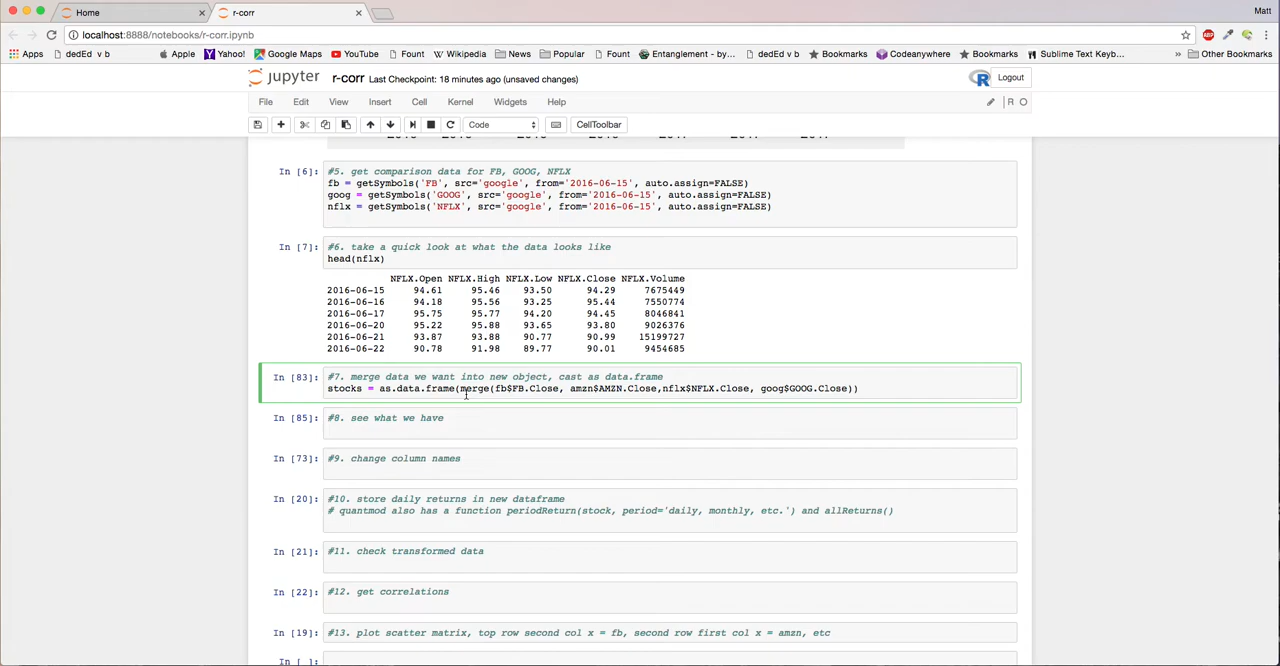 Home
r-corr
Matt
localhost:8888/notebooks/r-corr.ipynb
Apps dedEd v b Apple Yahoo! Google Maps YouTube Fount Wikipedia News Popular Fount Entanglement - ded dedEd v b Bookmarks Codeanywhere Bookmarks Sublime Text Keyb... » Other Bookmarks
jupyter r-corr Last Checkpoint: 18 minutes ago (unsaved changes) R Logout
File Edit View Insert Cell Kernel Widgets Help R
Code CellToolbar
In [6]: #5. get comparison data for FB, GOOG, NFLX
fb = getSymbols('FB', src='google', from='2016-06-15', auto.assign=FALSE)
goog = getSymbols('GOOG', src='google', from='2016-06-15', auto.assign=FALSE)
nflx = getSymbols('NFLX', src='google', from='2016-06-15', auto.assign=FALSE)
In [7]: #6. take a quick look at what the data looks like
head(nflx)
NFLX.Open NFLX.High NFLX.Low NFLX.Close NFLX.Volume
2016-06-15 94.61 95.46 93.50 94.29 7675449
2016-06-16 94.18 95.56 93.25 95.44 7550774
2016-06-17 95.75 95.77 94.20 94.45 8046841
2016-06-20 95.22 95.88 93.65 93.80 9026376
2016-06-21 93.87 93.88 90.77 90.99 15199727
2016-06-22 90.78 91.98 89.77 90.01 9454685
In [83]: #7. merge data we want into new object, cast as data.frame
stocks = as.data.frame(merge(fb$FB.Close, amzn$AMZN.Close,nflx$NFLX.Close, goog$GOOG.Close))
In [85]: #8. see what we have
In [73]: #9. change column names
In [20]: #10. store daily returns in new dataframe
# quantmod also has a function periodReturn(stock, period='daily, monthly, etc.') and allReturns()
In [21]: #11. check transformed data
In [22]: #12. get correlations
In [19]: #13. plot scatter matrix, top row second col x = fb, second row first col x = amzn, etc
In [ ]: